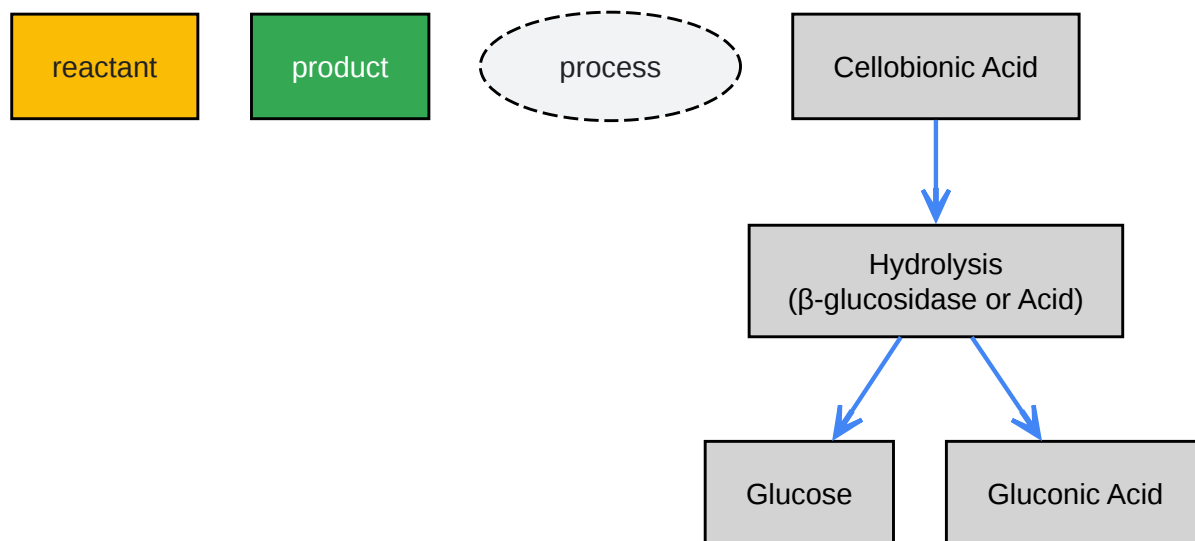 reactant
product
process
Cellobionic Acid
Hydrolysis
(β-glucosidase or Acid)
Glucose
Gluconic Acid